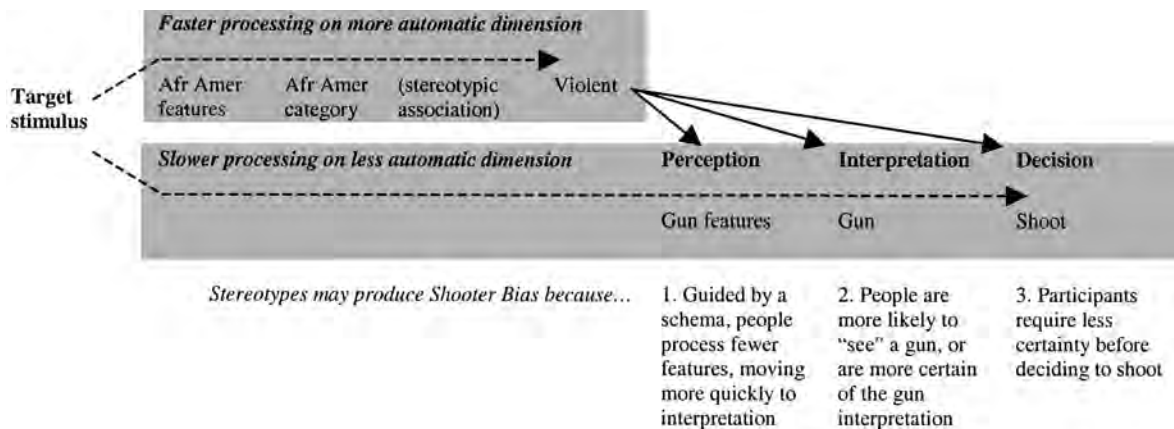 Faster processing on more automatic dimension
Target
stimulus
Afr Amer
features
Afr Amer
category
(stereotypic
association)
Violent
Slower processing on less automatic dimension
Perception
Interpretation
Decision
Gun features
Gun
Shoot
Stereotypes may produce Shooter Bias because…
1. Guided by a
schema, people
process fewer
features, moving
more quickly to
interpretation
2. People are
more likely to
“see” a gun, or
are more certain
of the gun
interpretation
3. Participants
require less
certainty before
deciding to shoot